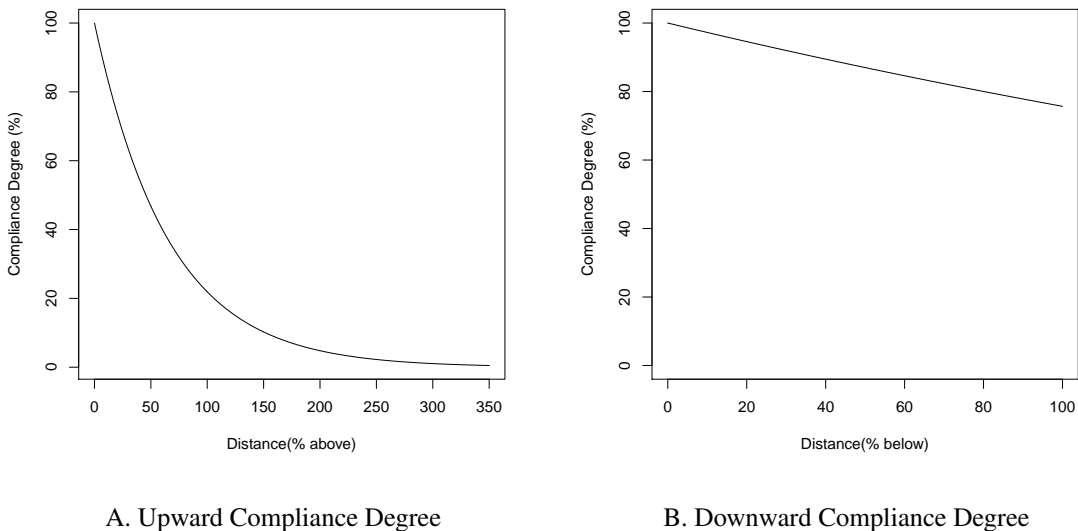 100
80
60
40
20
0
Compliance Degree (%)
0 50 100 150 200 250 300 350
Distance(% above)
A. Upward Compliance Degree
100
80
60
40
20
0
Compliance Degree (%)
0 20 40 60 80 100
Distance(% below)
B. Downward Compliance Degree